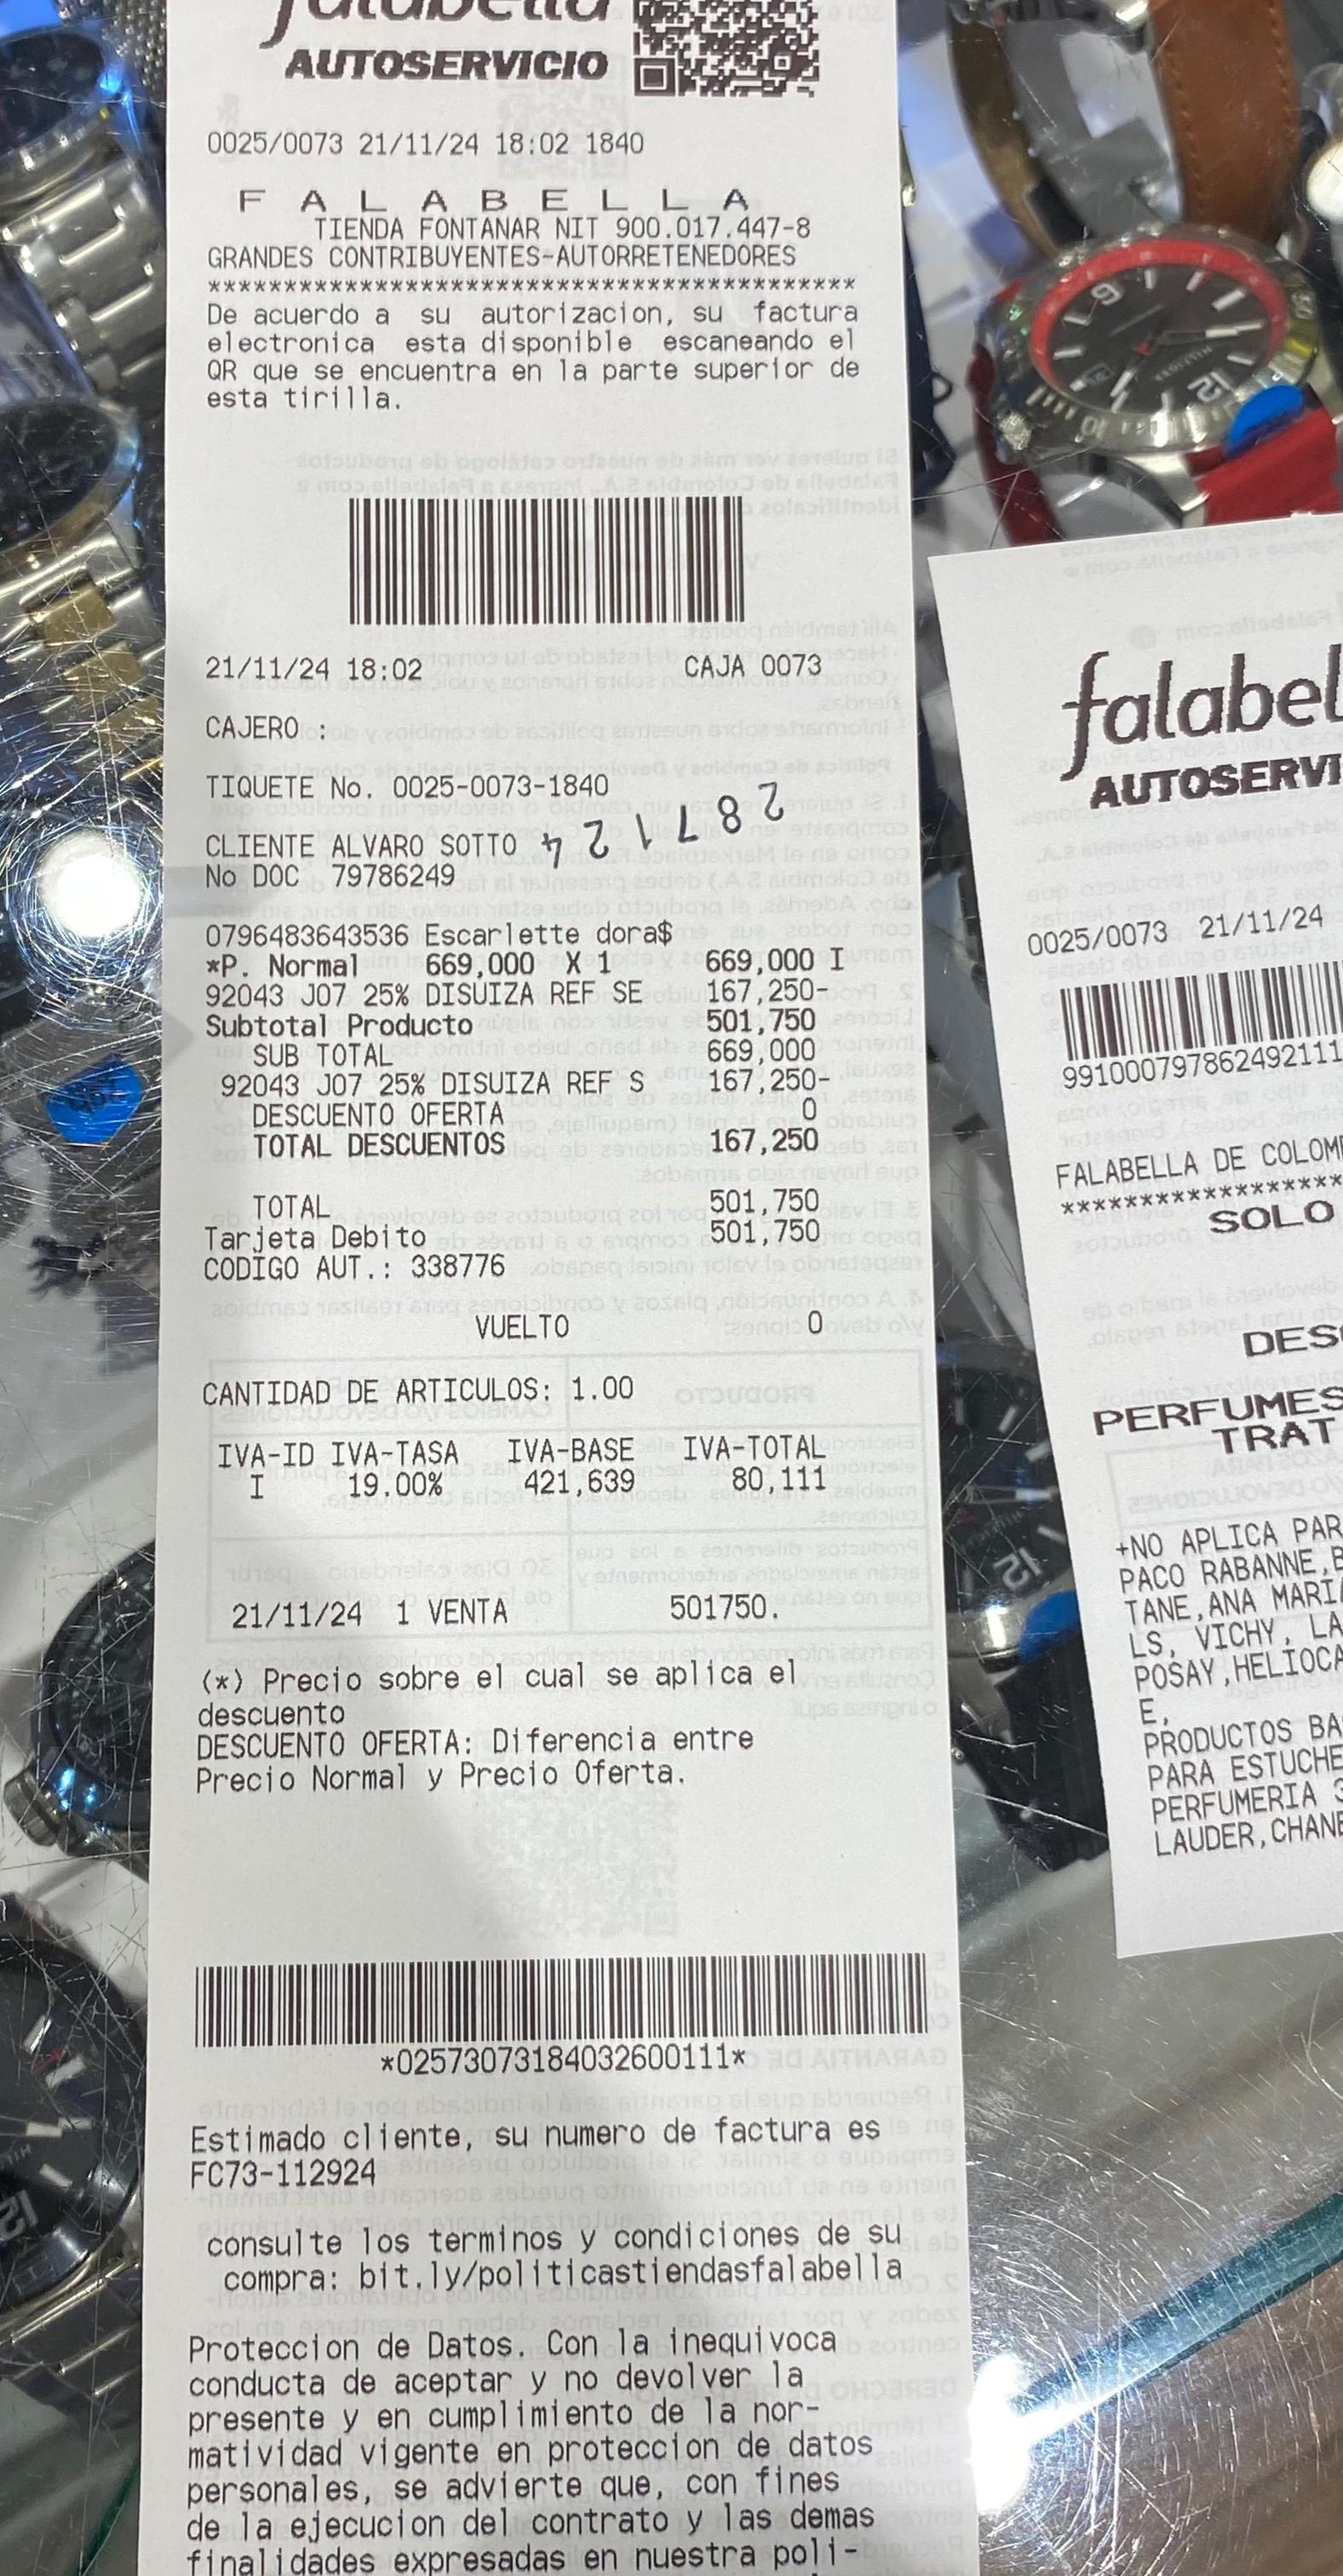 falabella
AUTOSERVICIO
0025/0073 21/11/24 18:02 1840
F A L A B E L L A
TIENDA FONTANAR NIT 900.017.447-8
GRANDES CONTRIBUYENTES-AUTORRETENEDORES
*******************************************
De acuerdo a su autorizacion, su factura
electronica esta disponible escaneando el
QR que se encuentra en la parte superior de
esta tirilla.
21/11/24 18:02 CAJA 0073
CAJERO :
TIQUETE No. 0025-0073-1840
CLIENTE ALVARO SOTTO
No DOC 79786249
0796483643536 Escarlette dora$
*P. Normal 669,000 X 1 669,000 I
92043 J07 25% DISUIZA REF SE 167,250-
Subtotal Producto 501,750
SUB TOTAL 669,000
92043 J07 25% DISUIZA REF S 167,250-
DESCUENTO OFERTA 0
TOTAL DESCUENTOS 167,250
TOTAL 501,750
Tarjeta Debito 501,750
CODIGO AUT.: 338776
VUELTO 0
CANTIDAD DE ARTICULOS: 1.00
IVA-ID IVA-TASA IVA-BASE IVA-TOTAL
I 19.00% 421,639 80,111
21/11/24 1 VENTA 501750.
(*) Precio sobre el cual se aplica el
descuento
DESCUENTO OFERTA: Diferencia entre
Precio Normal y Precio Oferta.
*02573073184032600111*
Estimado cliente, su numero de factura es
FC73-112924
consulte los terminos y condiciones de su
compra: bit.ly/politicastiendasfalabella
Proteccion de Datos. Con la inequivoca
conducta de aceptar y no devolver la
presente y en cumplimiento de la nor-
matividad vigente en proteccion de datos
personales, se advierte que, con fines
de la ejecucion del contrato y las demas
finalidades expresadas en nuestra poli-
falabel
AUTOSERVI
0025/0073 21/11/24
9910007978624921111
FALABELLA DE COLOM
******************
SOLO
DES
PERFUMES
TRAT
+NO APLICA PAR
PACO RABANNE,
TANE,ANA MARI
LS, VICHY, LA
POSAY,HELIOCA
E,
PRODUCTOS BA
PARA ESTUCHE
PERFUMERIA 3
LAUDER,CHANE